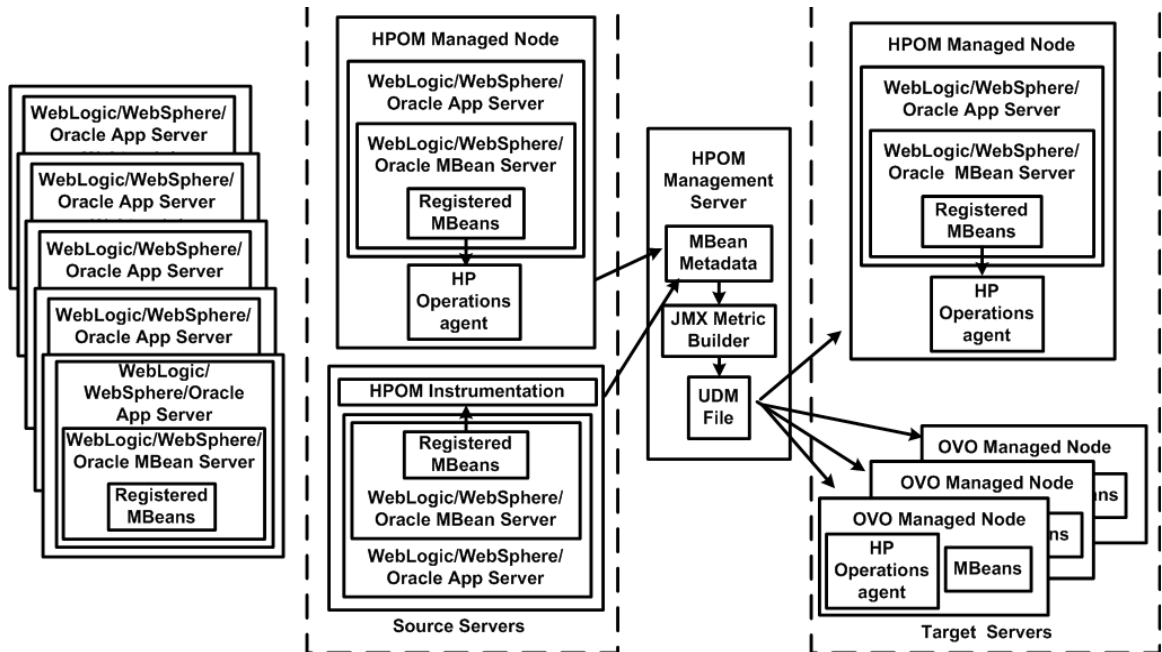 WebLogic/WebSphere/
Oracle App Server
WebLogic/WebSphere/
Oracle App Server
WebLogic/WebSphere/
Oracle App Server
WebLogic/WebSphere/
Oracle App Server
WebLogic/
WebSphere/Oracle
App Server
WebLogic/WebSphere/
Oracle MBean Server
Registered
MBeans
HPOM Managed Node
WebLogic/WebSphere/
Oracle App Server
WebLogic/WebSphere/
Oracle MBean Server
Registered
MBeans
HP
Operations
agent
HPOM Instrumentation
Registered
MBeans
WebLogic/WebSphere/
Oracle MBean Server
WebLogic/WebSphere/
Oracle App Server
Source Servers
HPOM
Management
Server
MBean
Metadata
JMX Metric
Builder
UDM
File
HPOM Managed Node
WebLogic/WebSphere/
Oracle App Server
WebLogic/WebSphere/
Oracle MBean Server
Registered
MBeans
HP
Operations
agent
OVO Managed Node
ans
OVO Managed Node
ns
OVO Managed Node
HP
Operations
agent
MBeans
Target Servers